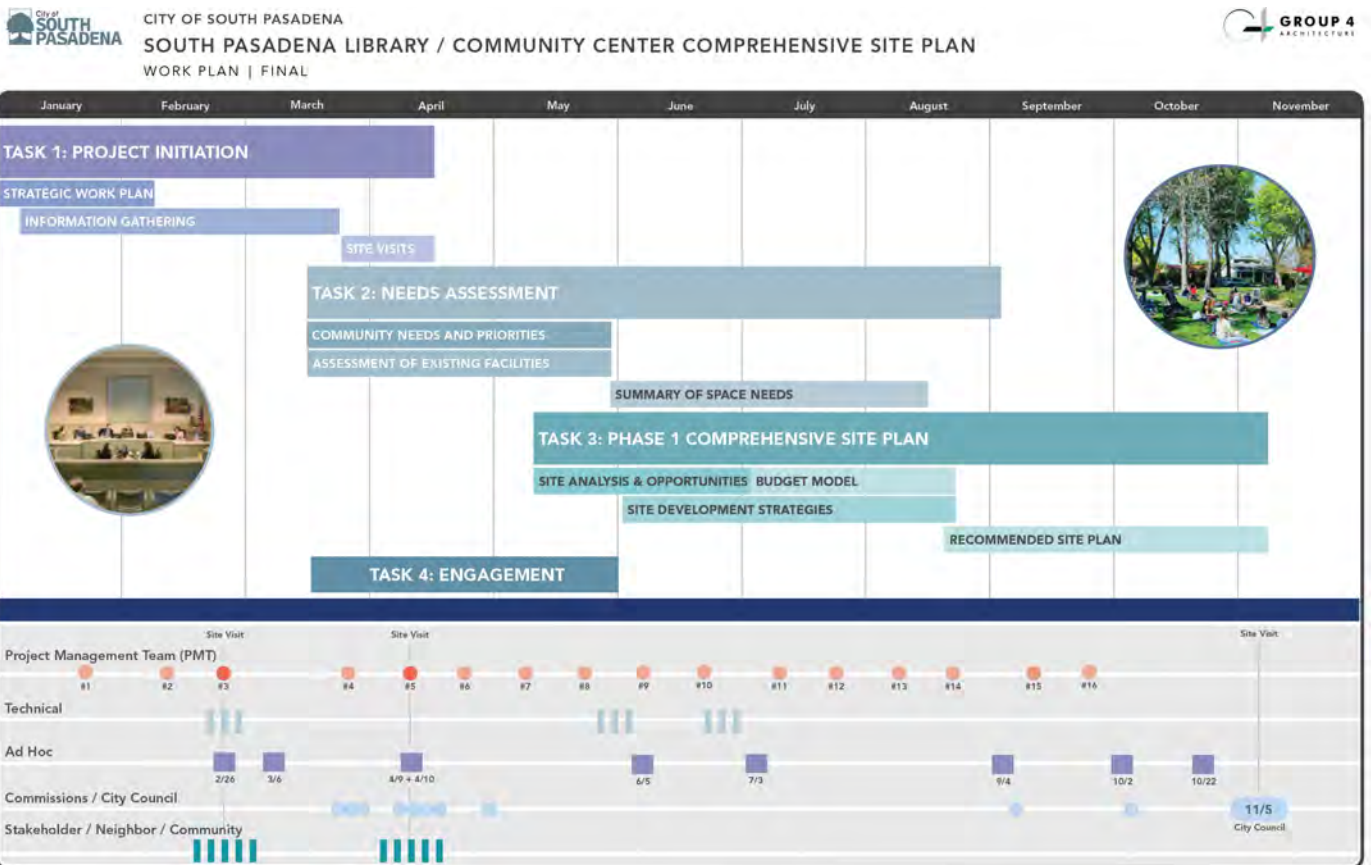 City of
SOUTH
PASADENA
CITY OF SOUTH PASADENA
SOUTH PASADENA LIBRARY / COMMUNITY CENTER COMPREHENSIVE SITE PLAN
WORK PLAN | FINAL
GROUP 4
ARCHITECTURE
January February March April May June July August September October November
TASK 1: PROJECT INITIATION
STRATEGIC WORK PLAN
INFORMATION GATHERING
SITE VISITS
TASK 2: NEEDS ASSESSMENT
COMMUNITY NEEDS AND PRIORITIES
ASSESSMENT OF EXISTING FACILITIES
SUMMARY OF SPACE NEEDS
TASK 3: PHASE 1 COMPREHENSIVE SITE PLAN
SITE ANALYSIS & OPPORTUNITIES BUDGET MODEL
SITE DEVELOPMENT STRATEGIES
RECOMMENDED SITE PLAN
TASK 4: ENGAGEMENT
Site Visit Site Visit Site Visit
Project Management Team (PMT)
#1 #2 #3 #4 #5 #6 #7 #8 #9 #10 #11 #12 #13 #14 #15 #16
Technical
Ad Hoc
2/26 3/6 4/9 + 4/10 6/5 7/3 9/4 10/2 10/22
Commissions / City Council
11/5
City Council
Stakeholder / Neighbor / Community